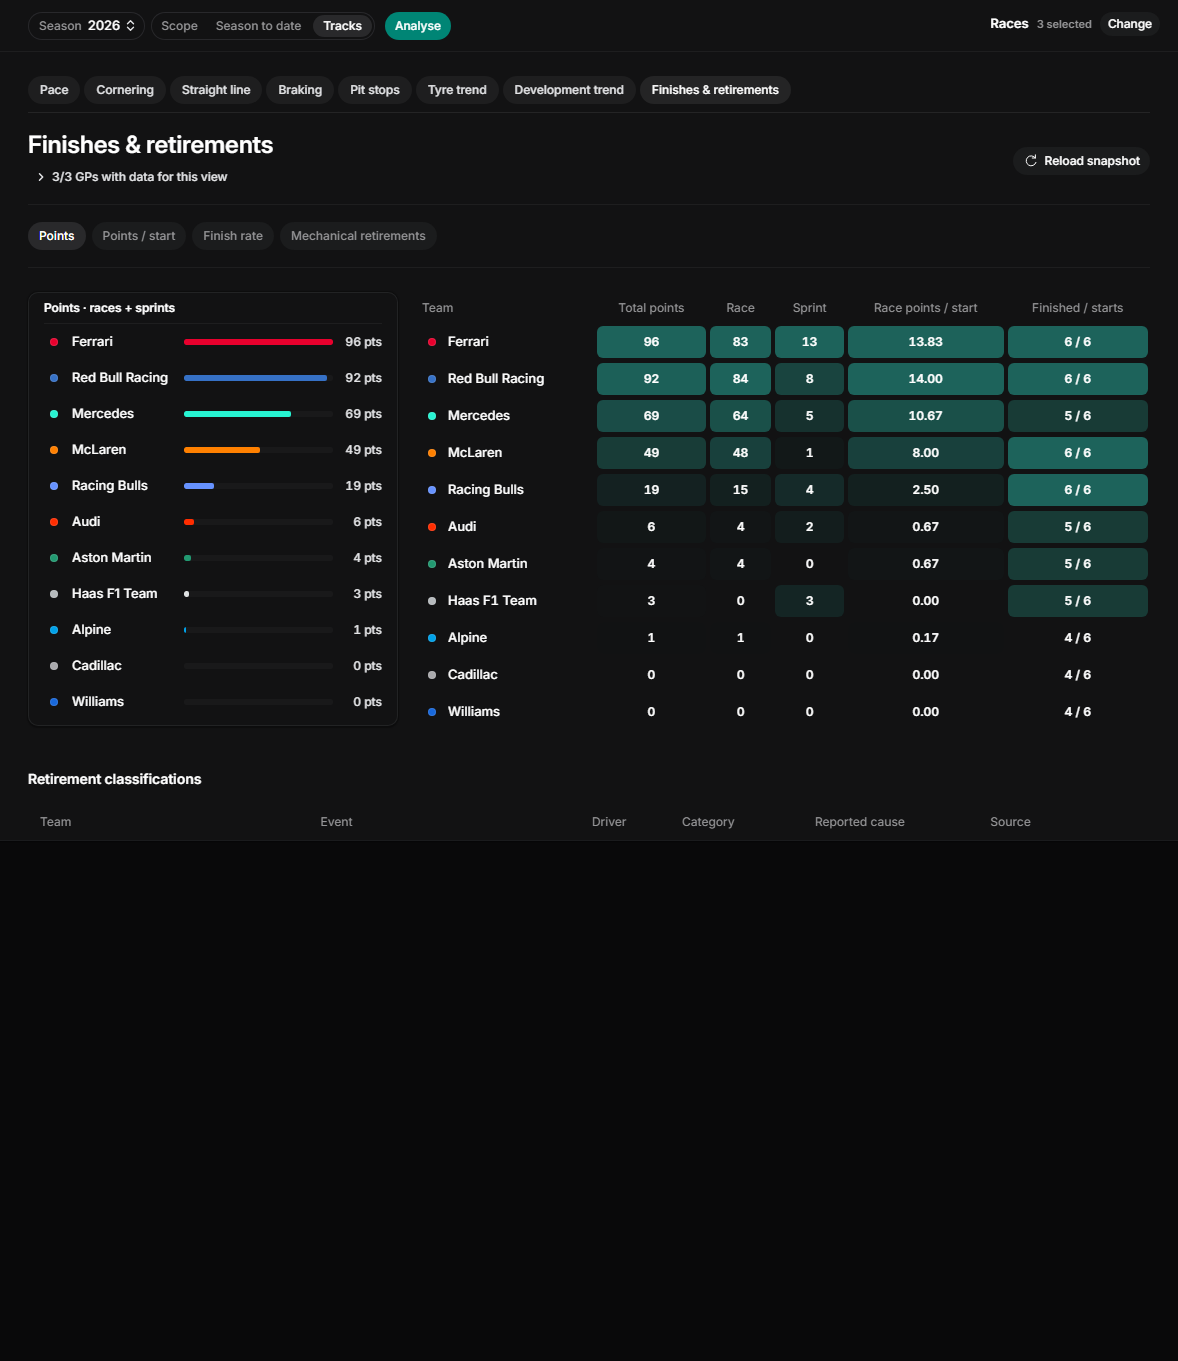 Season 2026 Scope Season to date Tracks Analyse Races 3 selected Change
Pace Cornering Straight line Braking Pit stops Tyre trend Development trend Finishes & retirements
Finishes & retirements
3/3 GPs with data for this view
Reload snapshot
Points Points / start Finish rate Mechanical retirements
Points · races + sprints
Ferrari 96 pts
Red Bull Racing 92 pts
Mercedes 69 pts
McLaren 49 pts
Racing Bulls 19 pts
Audi 6 pts
Aston Martin 4 pts
Haas F1 Team 3 pts
Alpine 1 pts
Cadillac 0 pts
Williams 0 pts
Team Total points Race Sprint Race points / start Finished / starts
Ferrari 96 83 13 13.83 6 / 6
Red Bull Racing 92 84 8 14.00 6 / 6
Mercedes 69 64 5 10.67 5 / 6
McLaren 49 48 1 8.00 6 / 6
Racing Bulls 19 15 4 2.50 6 / 6
Audi 6 4 2 0.67 5 / 6
Aston Martin 4 4 0 0.67 5 / 6
Haas F1 Team 3 0 3 0.00 5 / 6
Alpine 1 1 0 0.17 4 / 6
Cadillac 0 0 0 0.00 4 / 6
Williams 0 0 0 0.00 4 / 6
Retirement classifications
Team Event Driver Category Reported cause Source